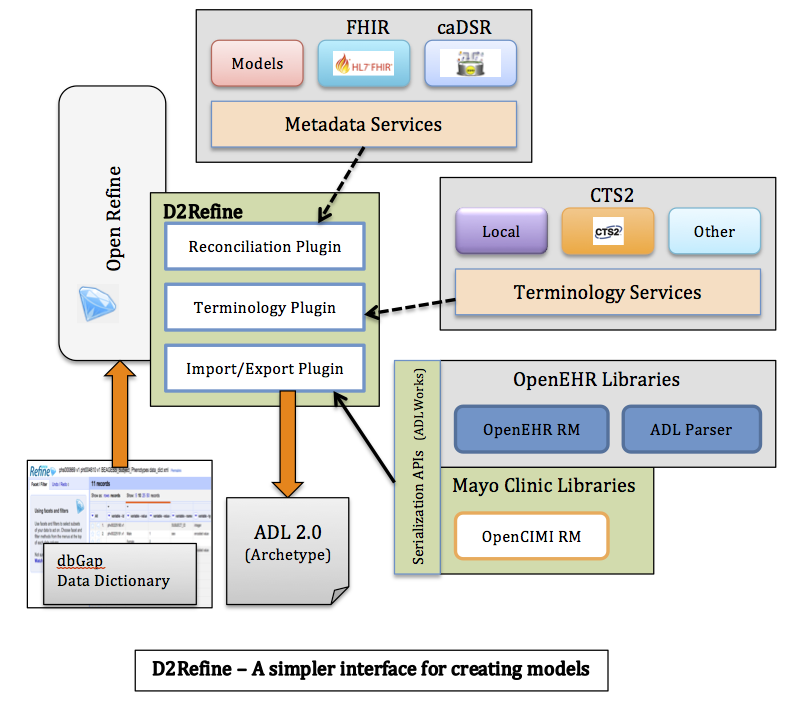 FHIR
caDSR
Models
HL7 FHIR
Metadata Services
Open Refine
D2Refine
Reconciliation Plugin
Terminology Plugin
Import/Export Plugin
CTS2
Local
CTS2
Other
Terminology Services
Serialization APIs (ADLWorks)
OpenEHR Libraries
OpenEHR RM
ADL Parser
Mayo Clinic Libraries
OpenCIMI RM
Refine
Facet / Filter
11 records
Using facets and filters
dbGap
Data Dictionary
ADL 2.0
(Archetype)
D2Refine – A simpler interface for creating models